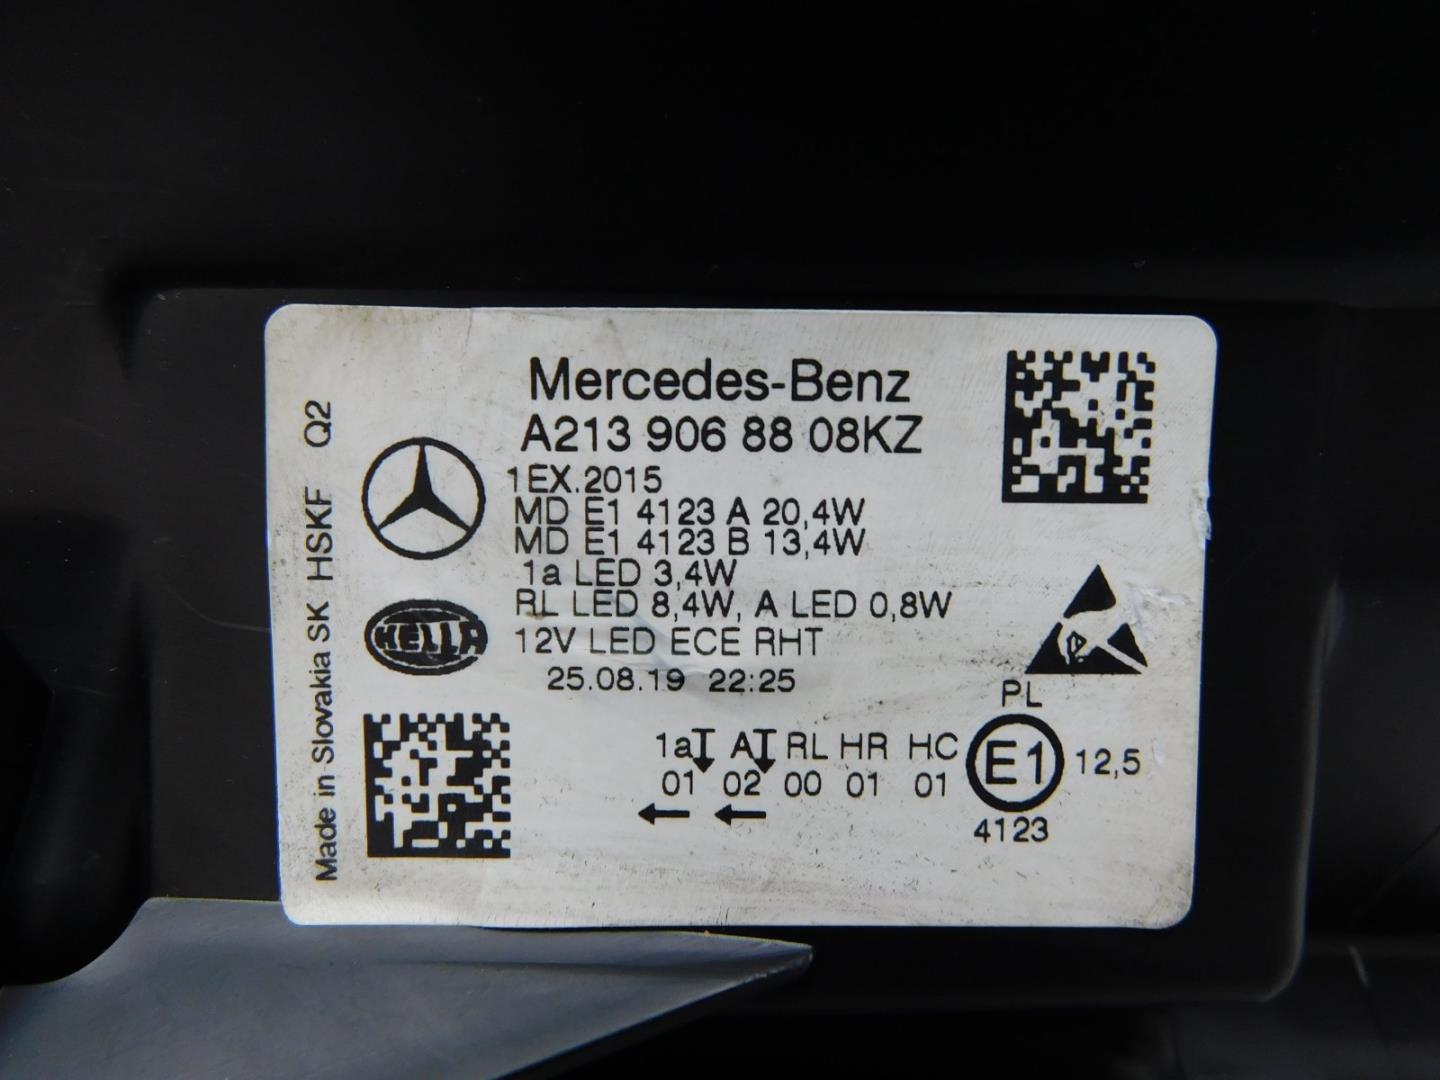 Mercedes-Benz
A213 906 88 08KZ
1EX.2015
MD E1 4123 A 20,4W
MD E1 4123 B 13,4W
1a LED 3,4W
RL LED 8,4W, A LED 0,8W
12V LED ECE RHT
25.08.19 22:25
HELLA
Made in Slovakia SK HSKF Q2
PL
1a A RL HR HC E1 12,5
01 02 00 01 01
4123